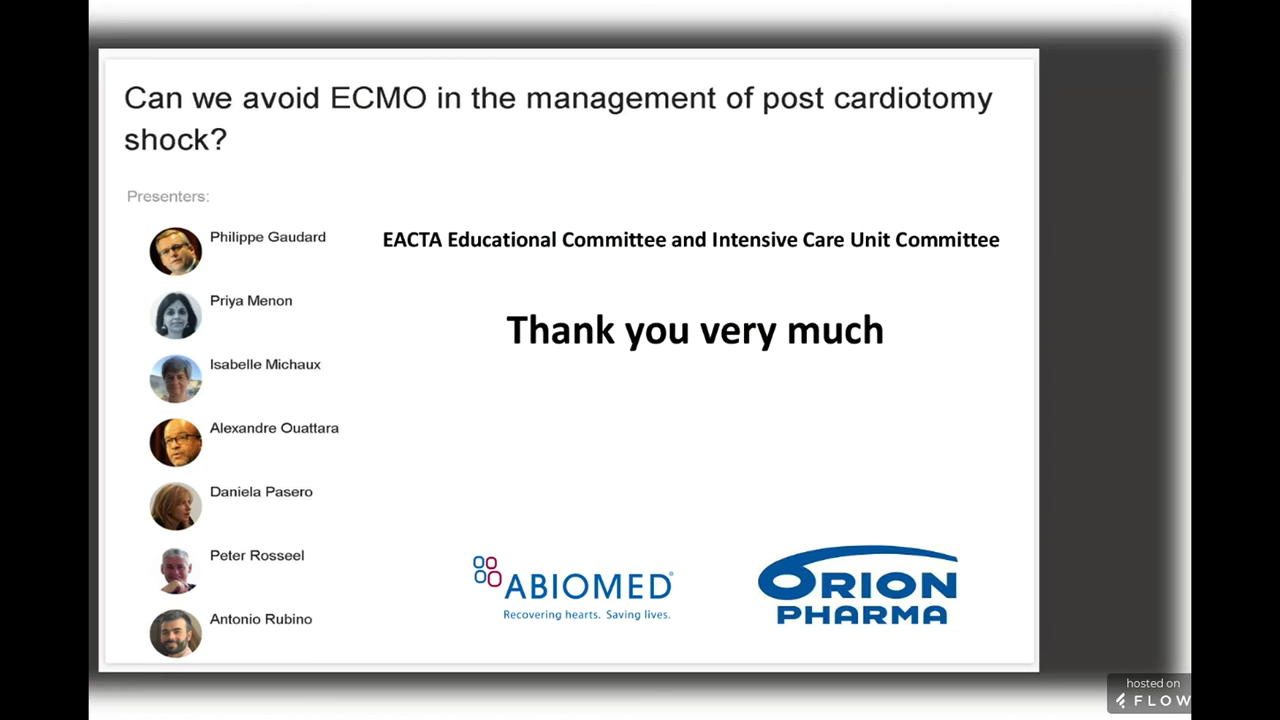 Can we avoid ECMO in the management of post cardiotomy
shock?
Presenters:
Philippe Gaudard
Priya Menon
Isabelle Michaux
Alexandre Ouattara
Daniela Pasero
Peter Rosseel
Antonio Rubino
EACTA Educational Committee and Intensive Care Unit Committee
Thank you very much
ABIOMED®
Recovering hearts. Saving lives.
ORION
PHARMA
hosted on
FLOW